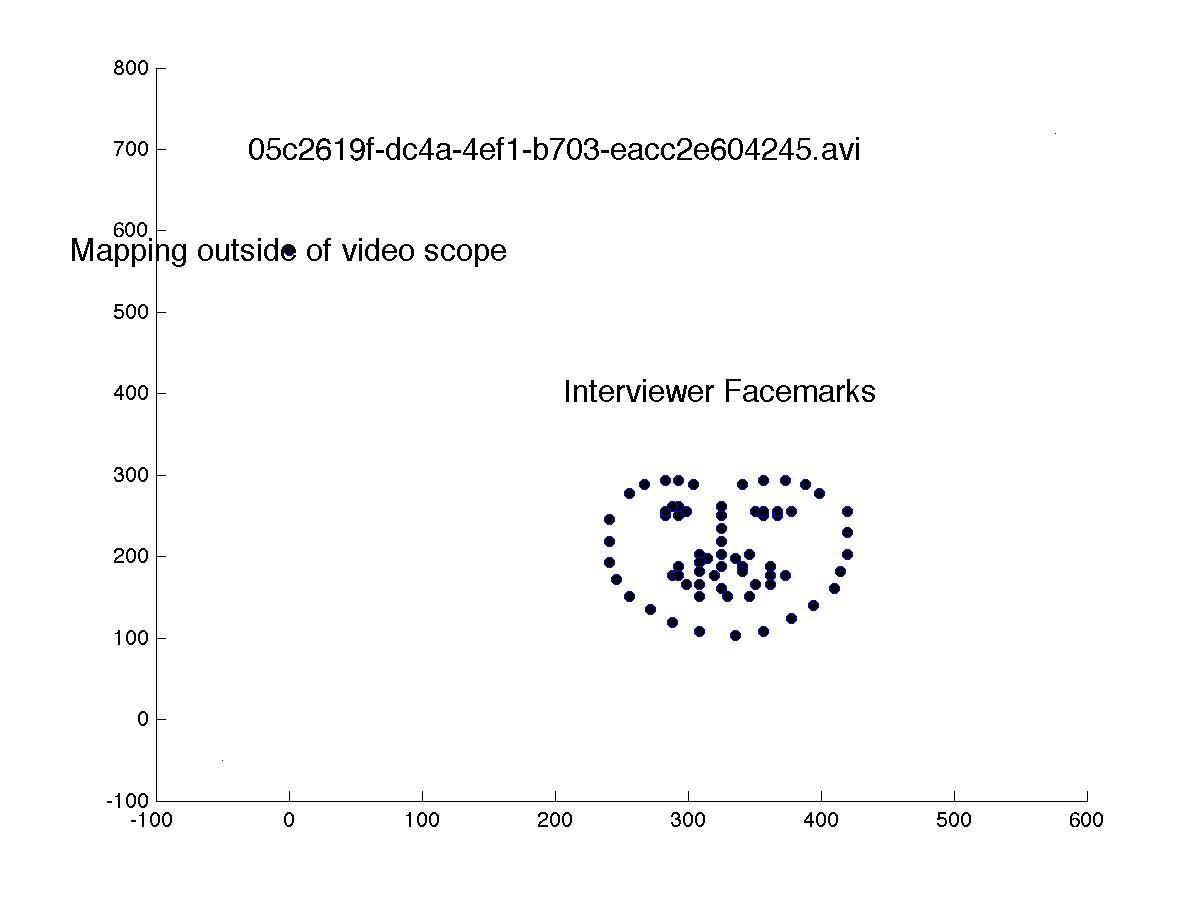 800
700
05c2619f-dc4a-4ef1-b703-eacc2e604245.avi
600
Mapping outside of video scope
500
400
Interviewer Facemarks
300
200
100
0
-100
-100 0 100 200 300 400 500 600